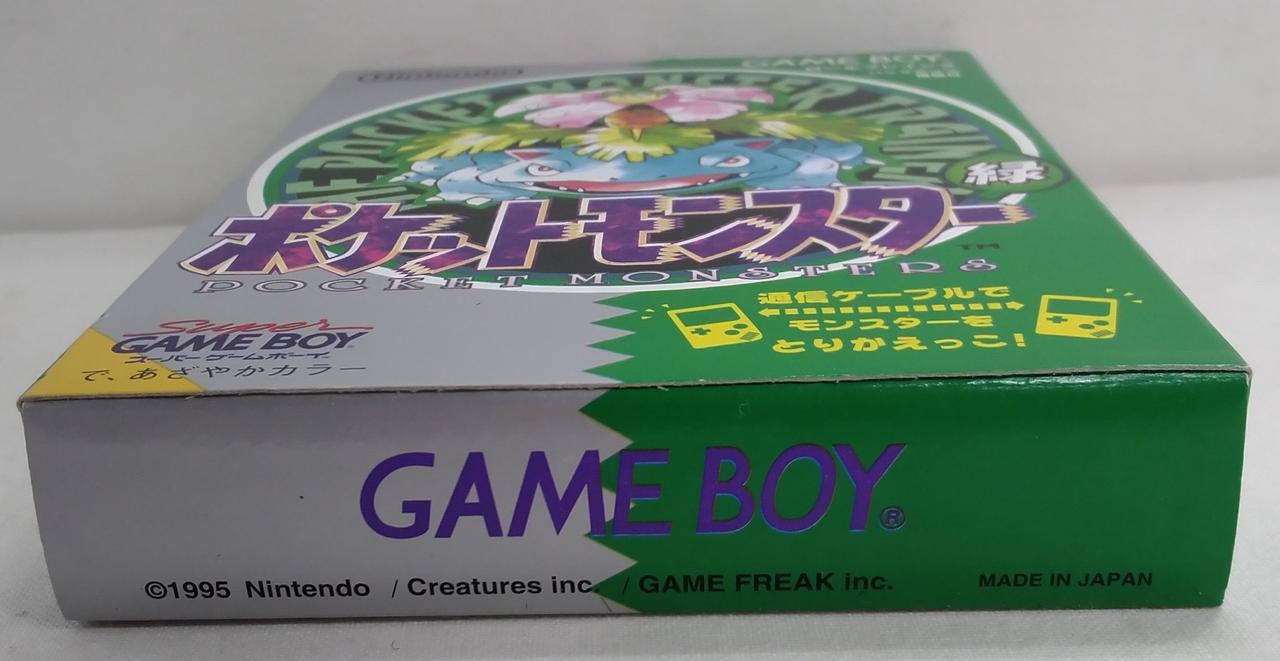 Nintendo
GAME BOY
POCKET MONSTER TRAINER
緑
ポケットモンスター
TM
POCKET MONSTERS
通信ケーブルで
モンスターを
とりかえっこ!
Super
GAME BOY
スーパーゲームボーイ
で、あざやかカラー
GAME BOY®
©1995 Nintendo / Creatures inc. / GAME FREAK inc. MADE IN JAPAN